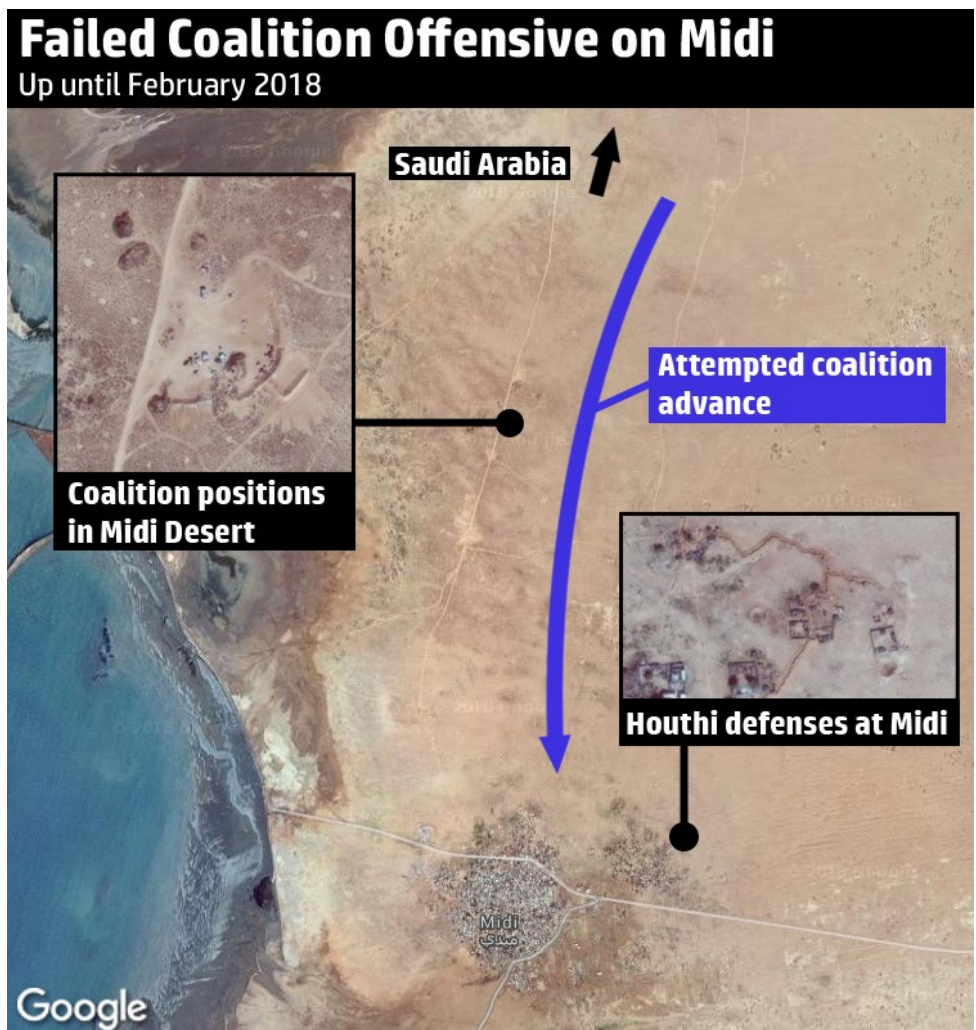 Failed Coalition Offensive on Midi
Up until February 2018
Saudi Arabia
Attempted coalition
advance
Coalition positions
in Midi Desert
Houthi defenses at Midi
Midi
ميدي
Google